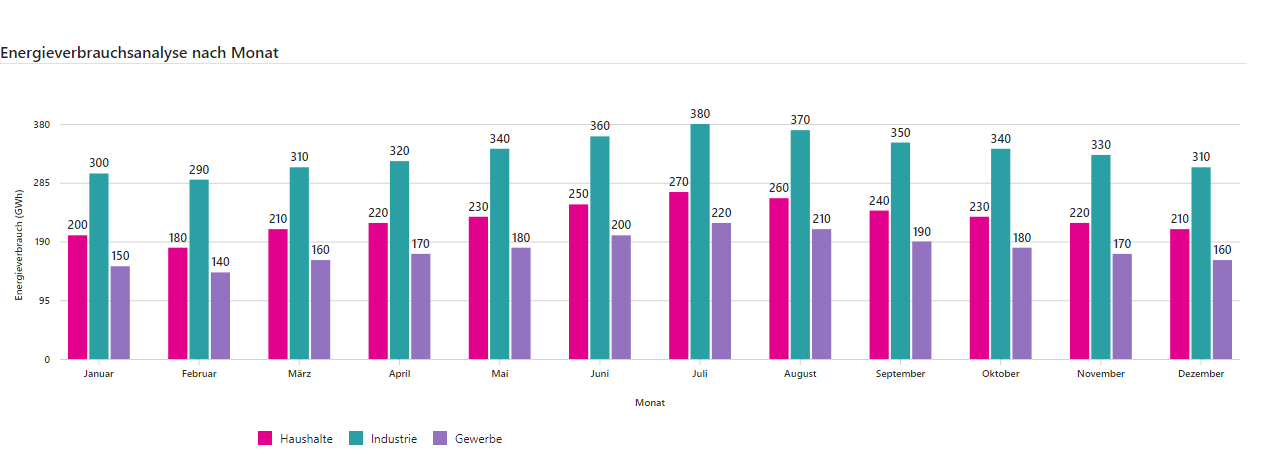 Energieverbrauchsanalyse nach Monat
Energieverbrauch (GWh)
380
285
190
95
0
200 300 150
180 290 140
210 310 160
220 320 170
230 340 180
250 360 200
270 380 220
260 370 210
240 350 190
230 340 180
220 330 170
210 310 160
Januar Februar März April Mai Juni Juli August September Oktober November Dezember
Monat
Haushalte Industrie Gewerbe